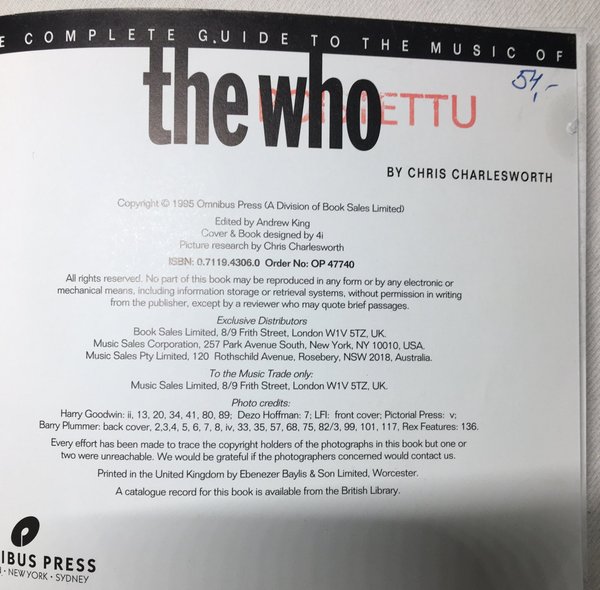 E COMPLETE GUIDE TO THE MUSIC OF
the who
ETTU
54,-
BY CHRIS CHARLESWORTH
Copyright © 1995 Omnibus Press (A Division of Book Sales Limited)
Edited by Andrew King
Cover & Book designed by 4i
Picture research by Chris Charlesworth
ISBN: 0.7119.4306.0 Order No: OP 47740
All rights reserved. No part of this book may be reproduced in any form or by any electronic
mechanical means, including information storage or retrieval systems, without permission in writing
from the publisher, except by a reviewer who may quote brief passages.
Exclusive Distributors
Book Sales Limited, 8/9 Frith Street, London W1V 5TZ, UK.
Music Sales Corporation, 257 Park Avenue South, New York, NY 10010, USA.
Music Sales Pty Limited, 120 Rothschild Avenue, Rosebery, NSW 2018, Australia.
To the Music Trade only:
Music Sales Limited, 8/9 Frith Street, London W1V 5TZ, UK.
Photo credits:
Harry Goodwin: ii, 13, 20, 34, 41, 80, 89; Dezo Hoffman: 7; LFI: front cover; Pictorial Press: v;
Barry Plummer: back cover, 2,3,4, 5, 6, 7, 8, iv, 33, 35, 57, 68, 75, 82/3, 99, 101, 117, Rex Features: 136.
Every effort has been made to trace the copyright holders of the photographs in this book but one or
two were unreachable. We would be grateful if the photographers concerned would contact us.
Printed in the United Kingdom by Ebenezer Baylis & Son Limited, Worcester.
A catalogue record for this book is available from the British Library.
NIBUS PRESS
• NEW YORK • SYDNEY